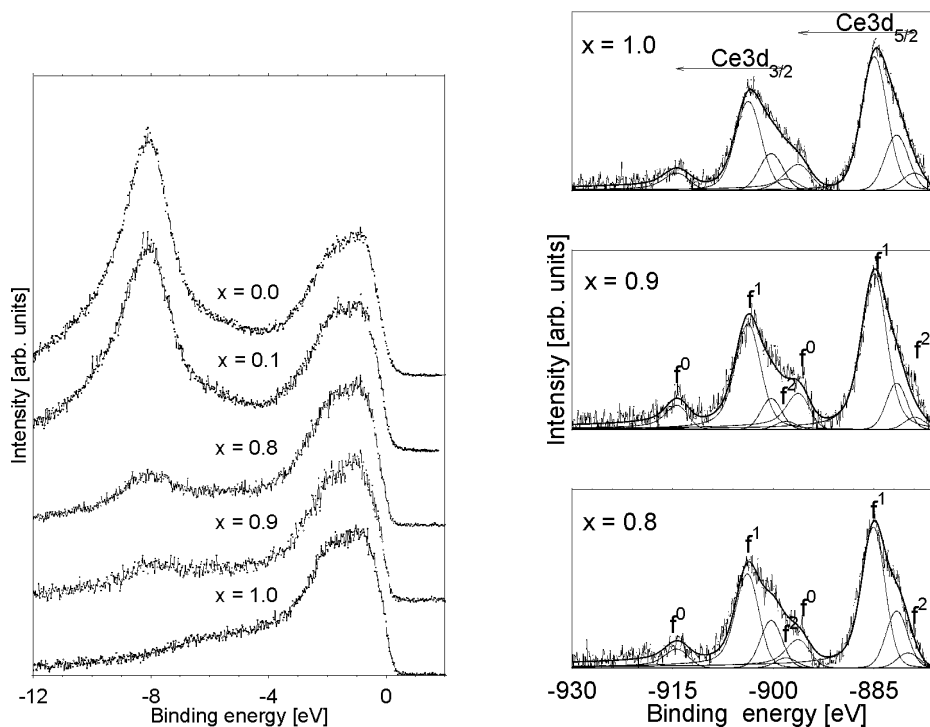 Intensity [arb. units]
x = 0.0
x = 0.1
x = 0.8
x = 0.9
x = 1.0
-12 -8 -4 0
Binding energy [eV]
x = 1.0
Ce3d3/2
Ce3d5/2
Intensity [arb. units]
x = 0.9
f0
f1
f2
f0
f1
f2
x = 0.8
f0
f1
f2
f0
f1
f2
-930 -915 -900 -885
Binding energy [eV]